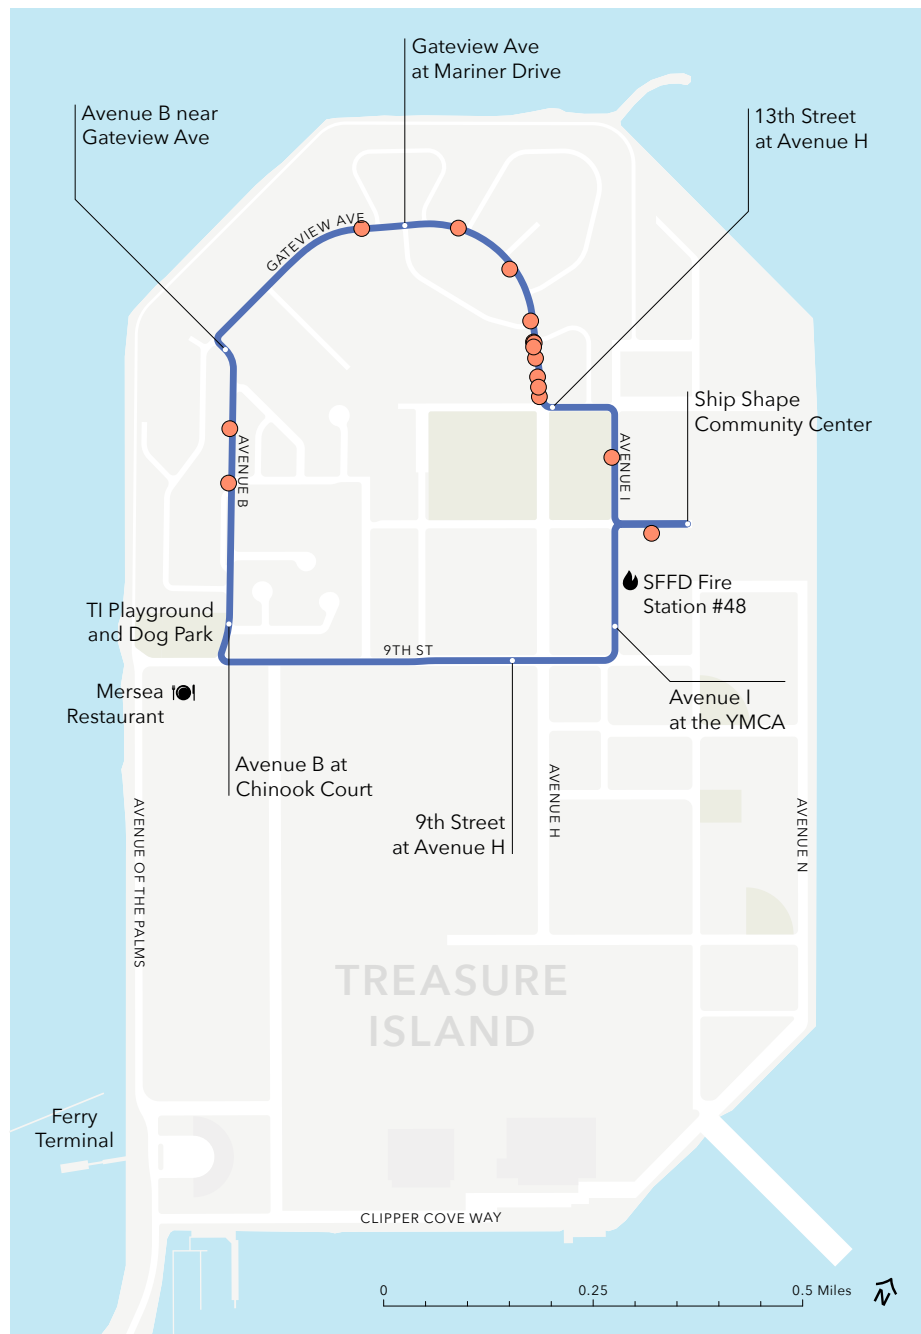 Gateview Ave
at Mariner Drive
Avenue B near
Gateview Ave
13th Street
at Avenue H
GATEVIEW AVE
Ship Shape
Community Center
AVENUE B
AVENUE I
SFFD Fire
Station #48
TI Playground
and Dog Park
9TH ST
Mersea
Restaurant
Avenue I
at the YMCA
Avenue B at
Chinook Court
9th Street
at Avenue H
AVENUE H
AVENUE N
AVENUE OF THE PALMS
TREASURE
ISLAND
Ferry
Terminal
CLIPPER COVE WAY
0 0.25 0.5 Miles
N